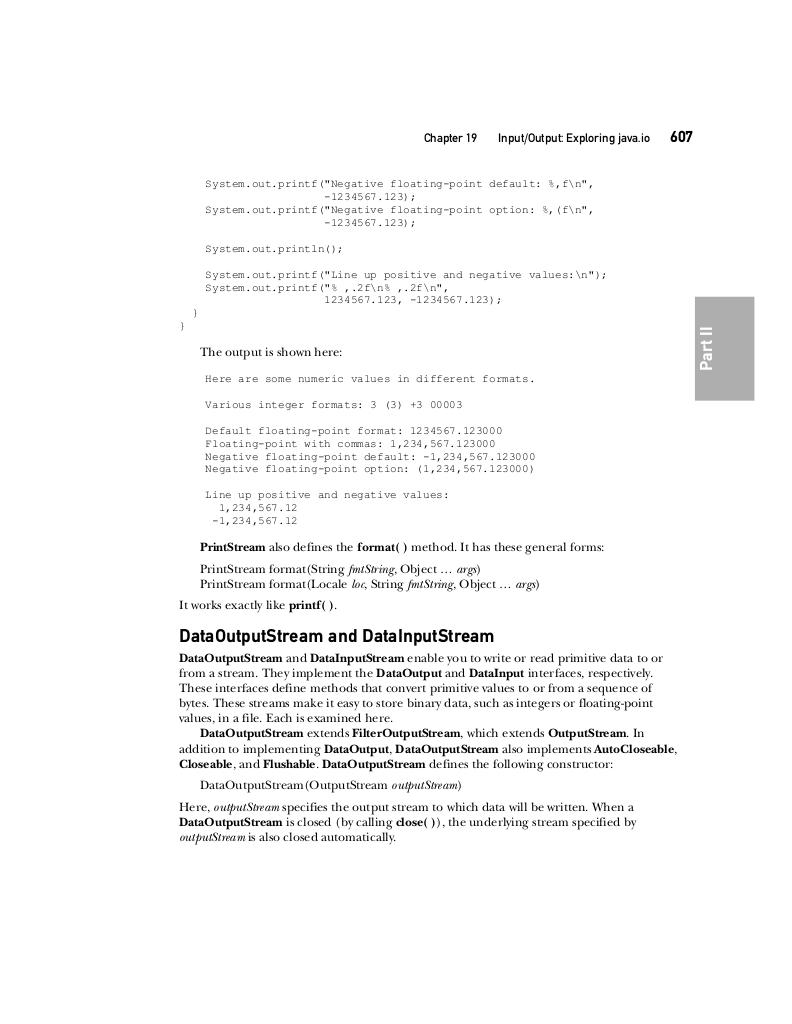 Chapter 19 Input/Output: Exploring java.io 607
System.out.printf("Negative floating-point default: %,f\n",
-1234567.123);
System.out.printf("Negative floating-point option: %,(f\n",
-1234567.123);
System.out.println();
System.out.printf("Line up positive and negative values:\n");
System.out.printf("% ,.2f\n% ,.2f\n",
1234567.123, -1234567.123);
}
}
Part II
The output is shown here:
Here are some numeric values in different formats.
Various integer formats: 3 (3) +3 00003
Default floating-point format: 1234567.123000
Floating-point with commas: 1,234,567.123000
Negative floating-point default: -1,234,567.123000
Negative floating-point option: (1,234,567.123000)
Line up positive and negative values:
1,234,567.12
-1,234,567.12
PrintStream also defines the format( ) method. It has these general forms:
PrintStream format(String fmtString, Object … args)
PrintStream format(Locale loc, String fmtString, Object … args)
It works exactly like printf( ).
DataOutputStream and DataInputStream
DataOutputStream and DataInputStream enable you to write or read primitive data to or
from a stream. They implement the DataOutput and DataInput interfaces, respectively.
These interfaces define methods that convert primitive values to or from a sequence of
bytes. These streams make it easy to store binary data, such as integers or floating-point
values, in a file. Each is examined here.
DataOutputStream extends FilterOutputStream, which extends OutputStream. In
addition to implementing DataOutput, DataOutputStream also implements AutoCloseable,
Closeable, and Flushable. DataOutputStream defines the following constructor:
DataOutputStream(OutputStream outputStream)
Here, outputStream specifies the output stream to which data will be written. When a
DataOutputStream is closed (by calling close( )), the underlying stream specified by
outputStream is also closed automatically.